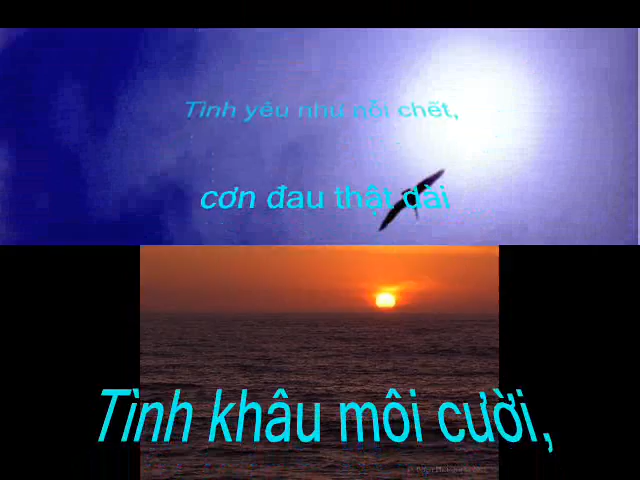 Tình yêu như nỗi chết,
cơn đau thật dài
Tình khâu môi cười,